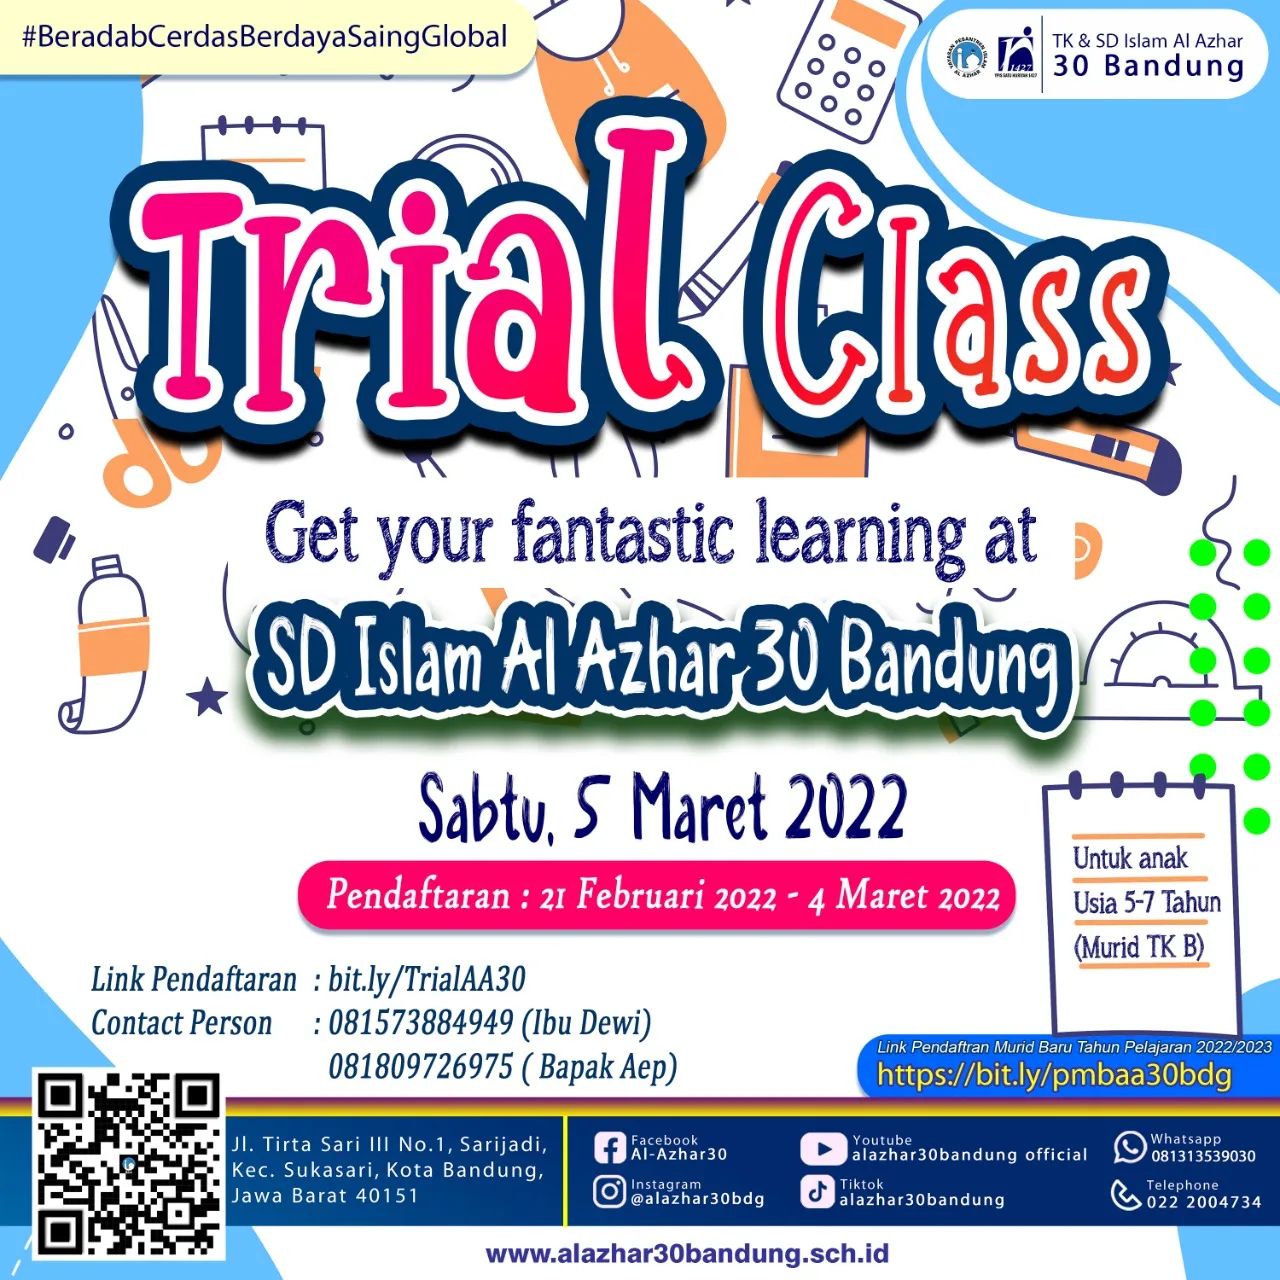 #BeradabCerdasBerdayaSaingGlobal
TK & SD Islam Al Azhar
30 Bandung
Trial Class
Get your fantastic learning at
SD Islam Al Azhar 30 Bandung
Sabtu, 5 Maret 2022
Pendaftaran : 21 Februari 2022 - 4 Maret 2022
Untuk anak
Usia 5-7 Tahun
(Murid TK B)
Link Pendaftaran : bit.ly/TrialAA30
Contact Person : 081573884949 (Ibu Dewi)
081809726975 ( Bapak Aep)
Link Pendaftran Murid Baru Tahun Pelajaran 2022/2023
https://bit.ly/pmbaa30bdg
Jl. Tirta Sari III No.1, Sarijadi,
Kec. Sukasari, Kota Bandung,
Jawa Barat 40151
Facebook
Al-Azhar30
Instagram
@alazhar30bdg
Youtube
alazhar30bandung official
Tiktok
alazhar30bandung
Whatsapp
081313539030
Telephone
022 2004734
www.alazhar30bandung.sch.id